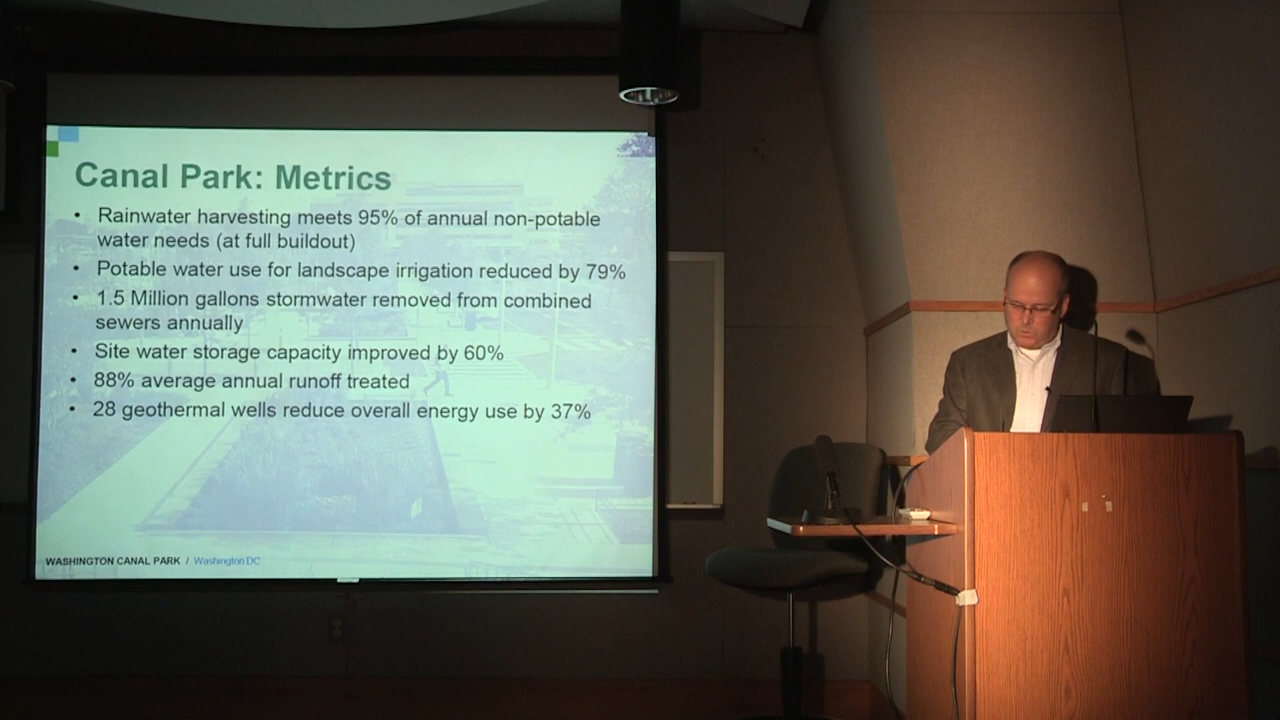 Canal Park: Metrics
• Rainwater harvesting meets 95% of annual non-potable
water needs (at full buildout)
• Potable water use for landscape irrigation reduced by 79%
• 1.5 Million gallons stormwater removed from combined
sewers annually
• Site water storage capacity improved by 60%
• 88% average annual runoff treated
• 28 geothermal wells reduce overall energy use by 37%
WASHINGTON CANAL PARK / Washington DC